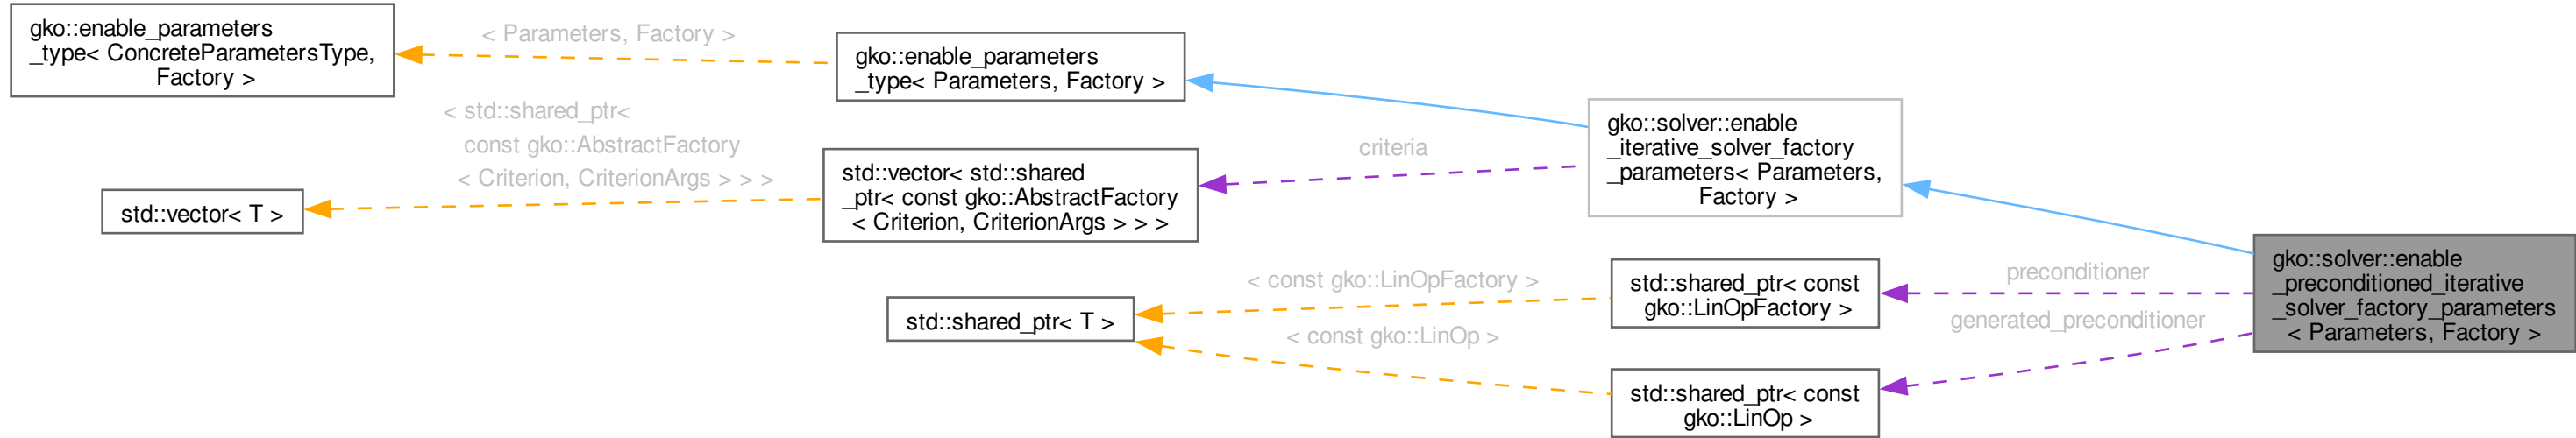 gko::enable_parameters
_type< ConcreteParametersType,
Factory >
< Parameters, Factory >
gko::enable_parameters
_type< Parameters, Factory >
< std::shared_ptr<
const gko::AbstractFactory
< Criterion, CriterionArgs > > >
std::vector< T >
std::vector< std::shared
_ptr< const gko::AbstractFactory
< Criterion, CriterionArgs > > >
criteria
gko::solver::enable
_iterative_solver_factory
_parameters< Parameters,
Factory >
std::shared_ptr< T >
< const gko::LinOpFactory >
< const gko::LinOp >
std::shared_ptr< const
gko::LinOpFactory >
std::shared_ptr< const
gko::LinOp >
preconditioner
generated_preconditioner
gko::solver::enable
_preconditioned_iterative
_solver_factory_parameters
< Parameters, Factory >